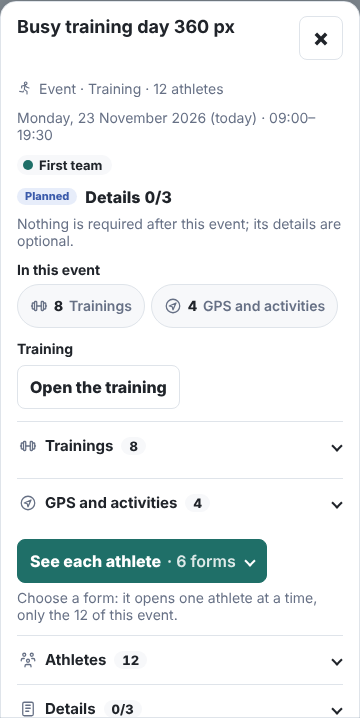 Busy training day 360 px
Event · Training · 12 athletes
Monday, 23 November 2026 (today) · 09:00–
19:30
First team
Planned Details 0/3
Nothing is required after this event; its details are
optional.
In this event
8 Trainings 4 GPS and activities
Training
Open the training
Trainings 8
GPS and activities 4
See each athlete · 6 forms
Choose a form: it opens one athlete at a time,
only the 12 of this event.
Athletes 12
Details 0/3